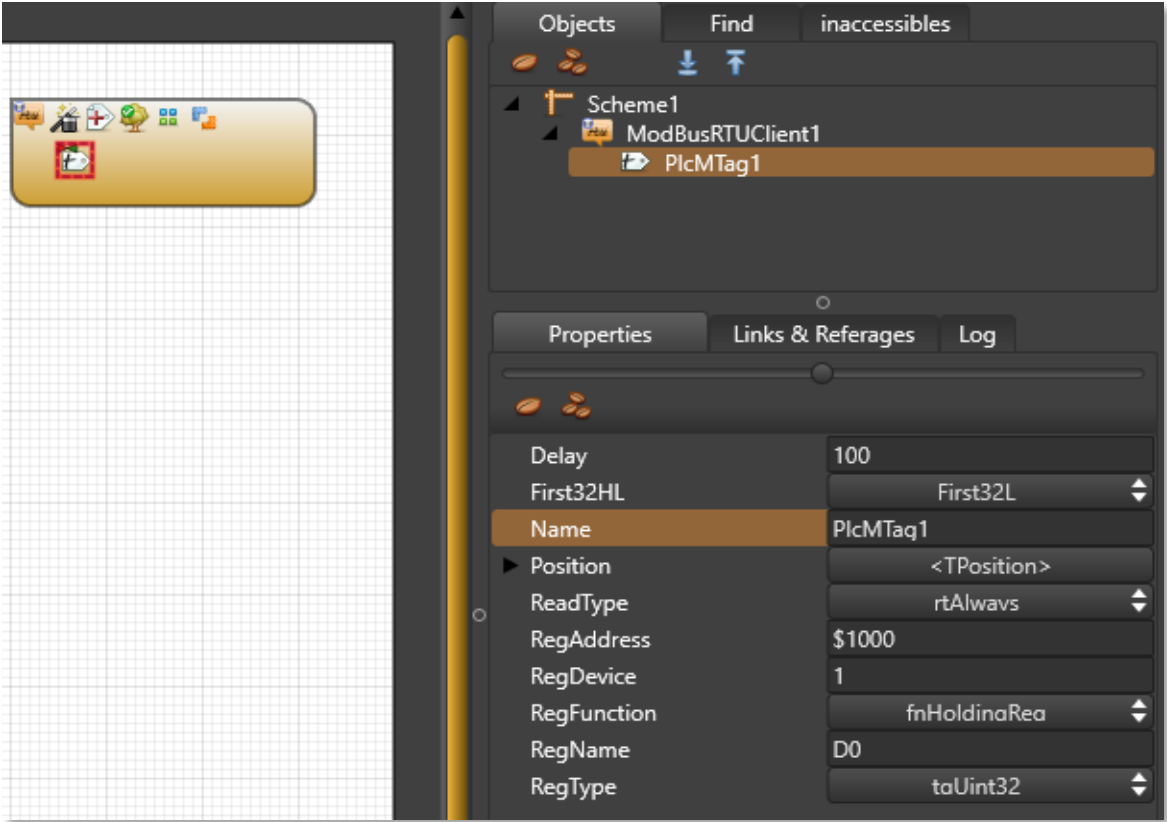 Objects Find inaccessibles
Scheme1
ModBusRTUClient1
PlcMTag1
Properties Links & Referages Log
Delay 100
First32HL First32L
Name PlcMTag1
Position <TPosition>
ReadType rtAlways
RegAddress $1000
RegDevice 1
RegFunction fnHoldingReg
RegName D0
RegType tgUint32